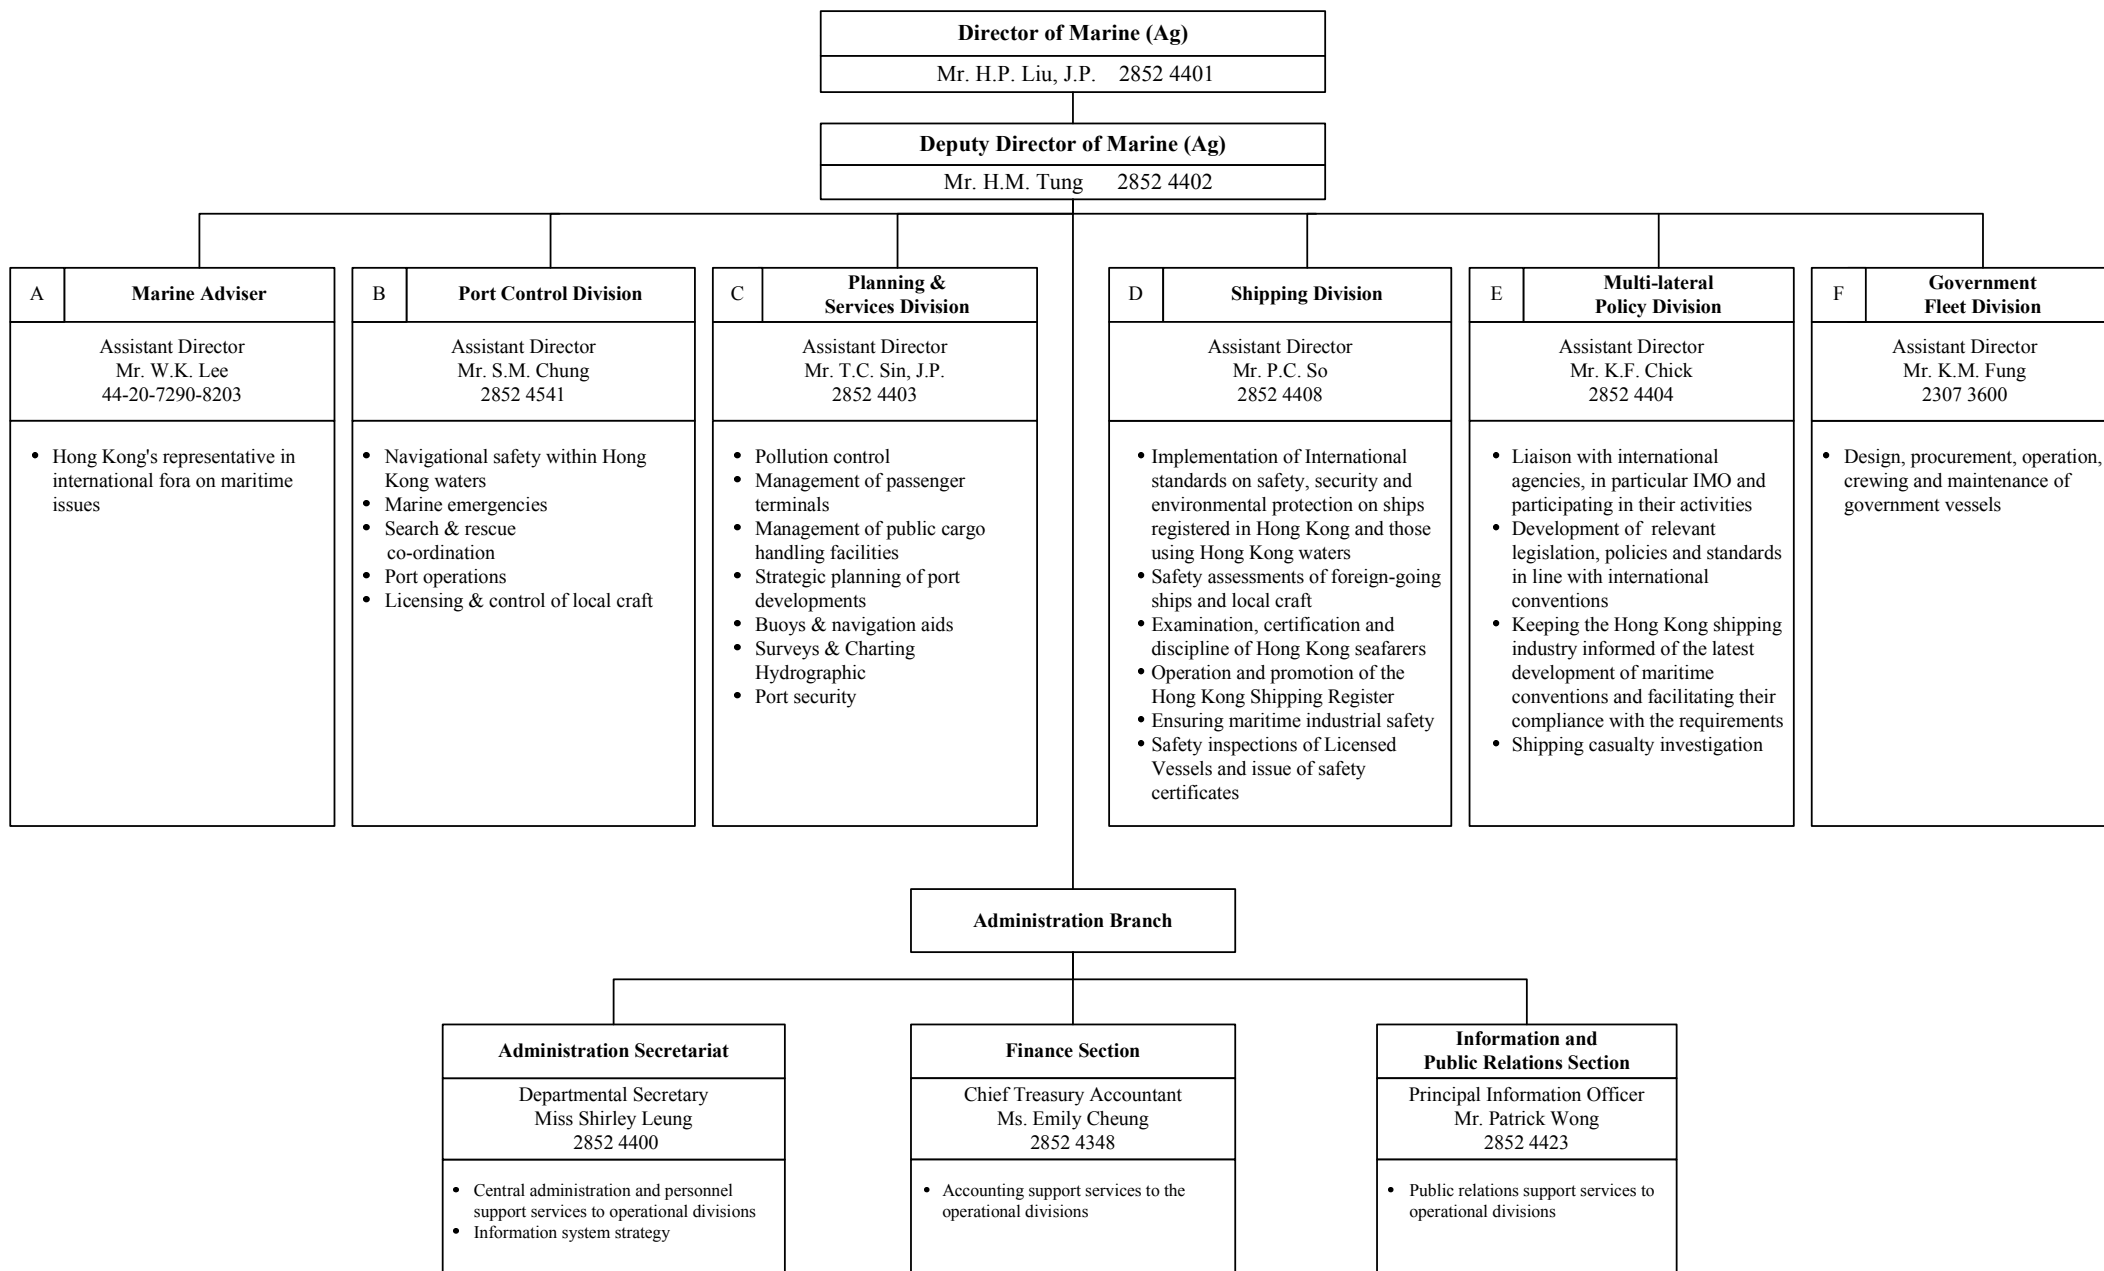 Director of Marine (Ag)
Mr. H.P. Liu, J.P. 2852 4401
Deputy Director of Marine (Ag)
Mr. H.M. Tung 2852 4402
A
Marine Adviser
Assistant Director
Mr. W.K. Lee
44-20-7290-8203
• Hong Kong's representative in
international fora on maritime
issues
B
Port Control Division
Assistant Director
Mr. S.M. Chung
2852 4541
• Navigational safety within Hong
Kong waters
• Marine emergencies
• Search & rescue
co-ordination
• Port operations
• Licensing & control of local craft
C
Planning &
Services Division
Assistant Director
Mr. T.C. Sin, J.P.
2852 4403
• Pollution control
• Management of passenger
terminals
• Management of public cargo
handling facilities
• Strategic planning of port
developments
• Buoys & navigation aids
• Surveys & Charting
Hydrographic
• Port security
D
Shipping Division
Assistant Director
Mr. P.C. So
2852 4408
• Implementation of International
standards on safety, security and
environmental protection on ships
registered in Hong Kong and those
using Hong Kong waters
• Safety assessments of foreign-going
ships and local craft
• Examination, certification and
discipline of Hong Kong seafarers
• Operation and promotion of the
Hong Kong Shipping Register
• Ensuring maritime industrial safety
• Safety inspections of Licensed
Vessels and issue of safety
certificates
E
Multi-lateral
Policy Division
Assistant Director
Mr. K.F. Chick
2852 4404
• Liaison with international
agencies, in particular IMO and
participating in their activities
• Development of relevant
legislation, policies and standards
in line with international
conventions
• Keeping the Hong Kong shipping
industry informed of the latest
development of maritime
conventions and facilitating their
compliance with the requirements
• Shipping casualty investigation
F
Government
Fleet Division
Assistant Director
Mr. K.M. Fung
2307 3600
• Design, procurement, operation,
crewing and maintenance of
government vessels
Administration Branch
Administration Secretariat
Departmental Secretary
Miss Shirley Leung
2852 4400
• Central administration and personnel
support services to operational divisions
• Information system strategy
Finance Section
Chief Treasury Accountant
Ms. Emily Cheung
2852 4348
• Accounting support services to the
operational divisions
Information and
Public Relations Section
Principal Information Officer
Mr. Patrick Wong
2852 4423
• Public relations support services to
operational divisions